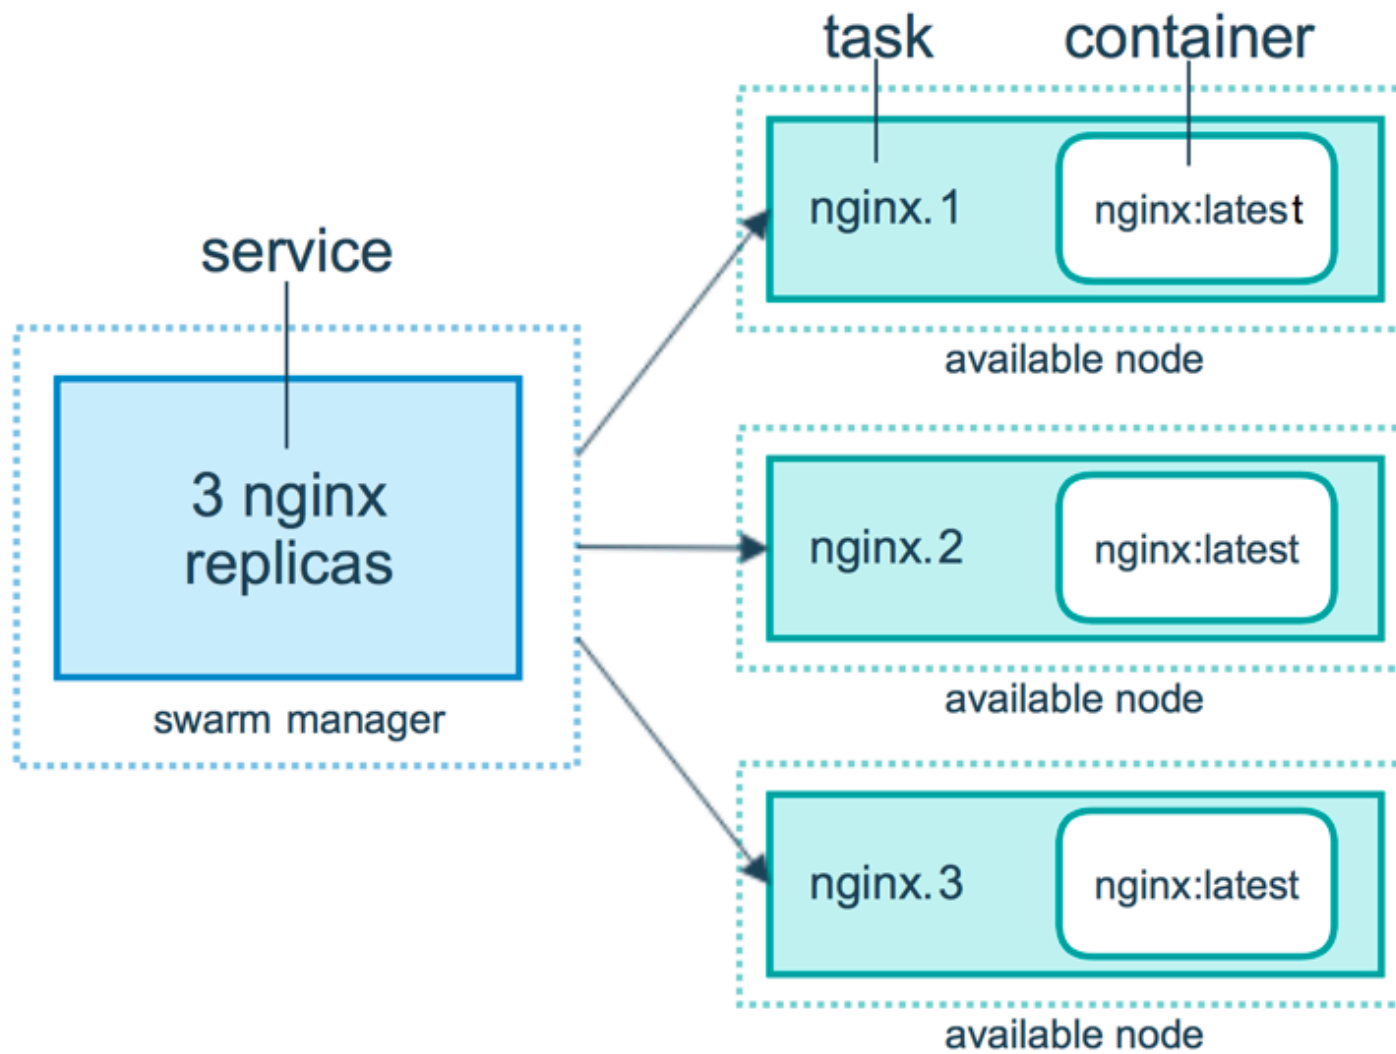 task
container
nginx.1
nginx:latest
available node
service
3 nginx
replicas
swarm manager
nginx.2
nginx:latest
available node
nginx.3
nginx:latest
available node